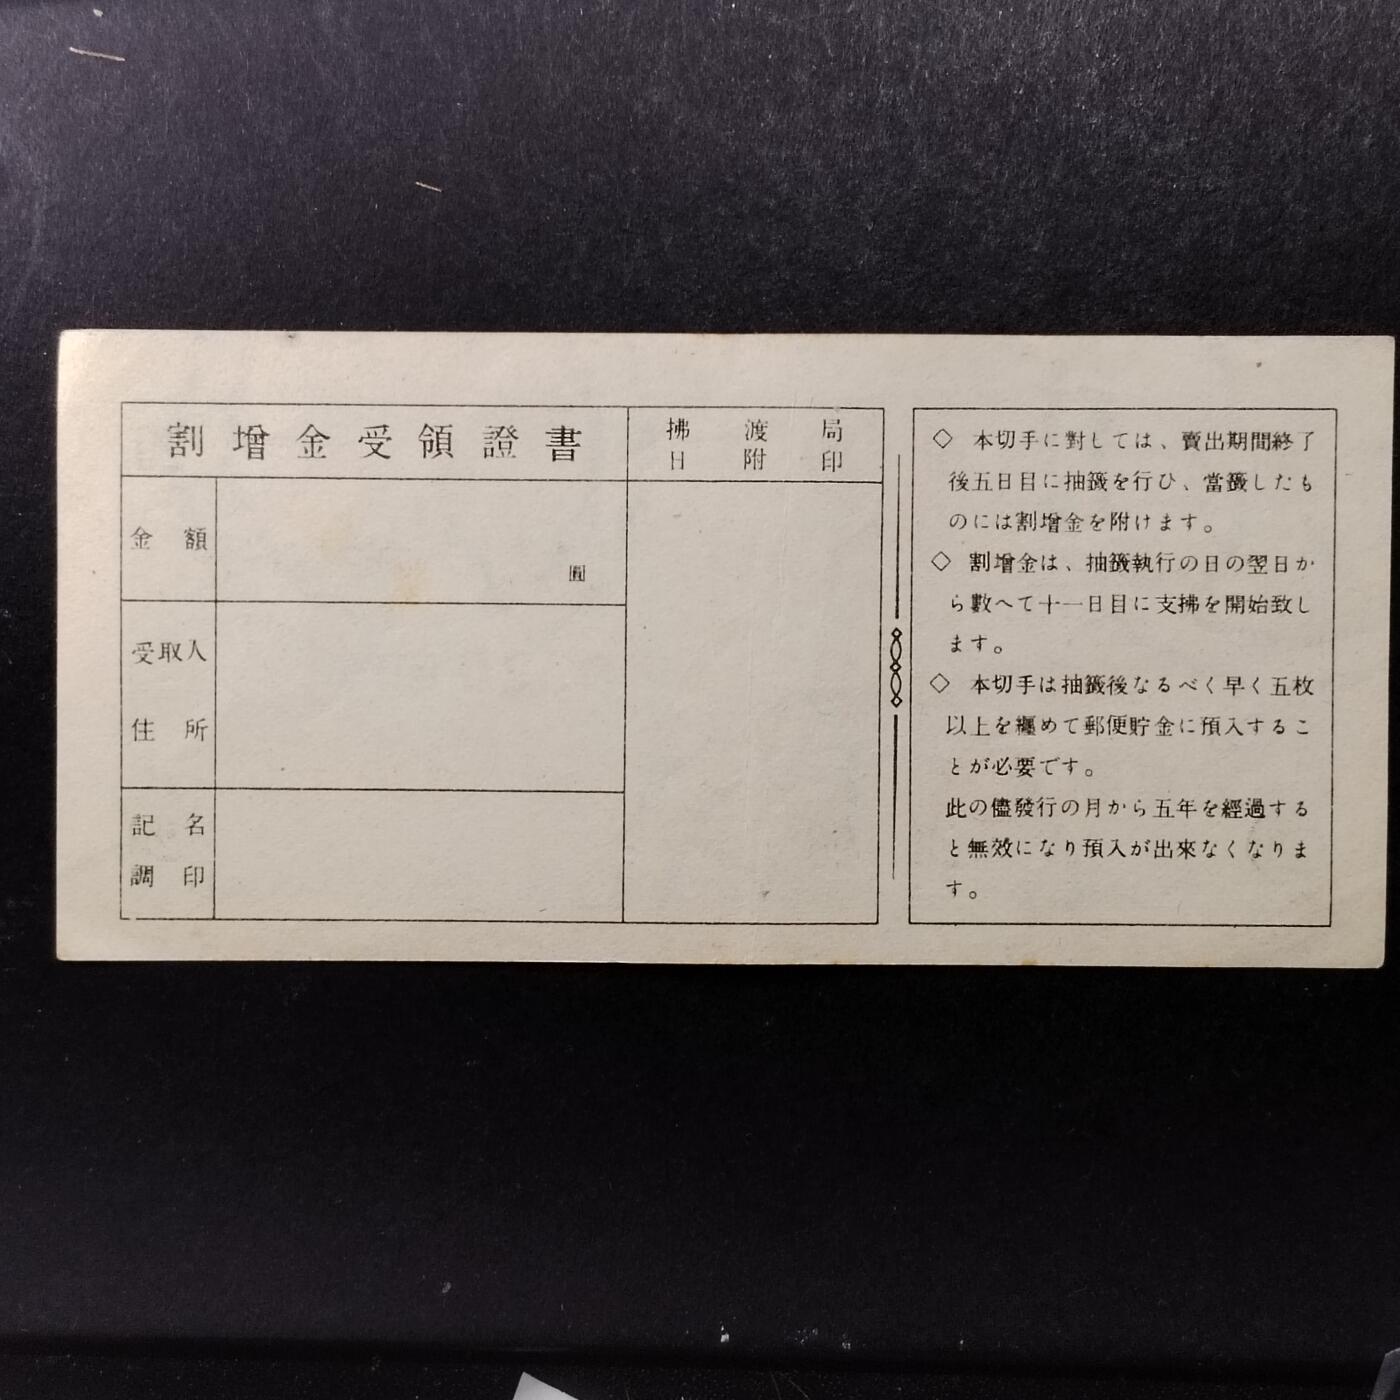 割增金受領證書
拂渡局
日附印
金額
圓
受取人
住所
記名
調印
◇ 本切手に對しては、賣出期間終了
後五日目に抽籤を行ひ、當籤したも
のには割增金を附けます。
◇ 割增金は、抽籤執行の日の翌日か
ら數へて十一日目に支拂を開始致し
ます。
◇ 本切手は抽籤後なるべく早く五枚
以上を纏めて郵便貯金に預入するこ
とが必要です。
此の儘發行の月から五年を經過する
と無效になり預入が出來なくなりま
す。